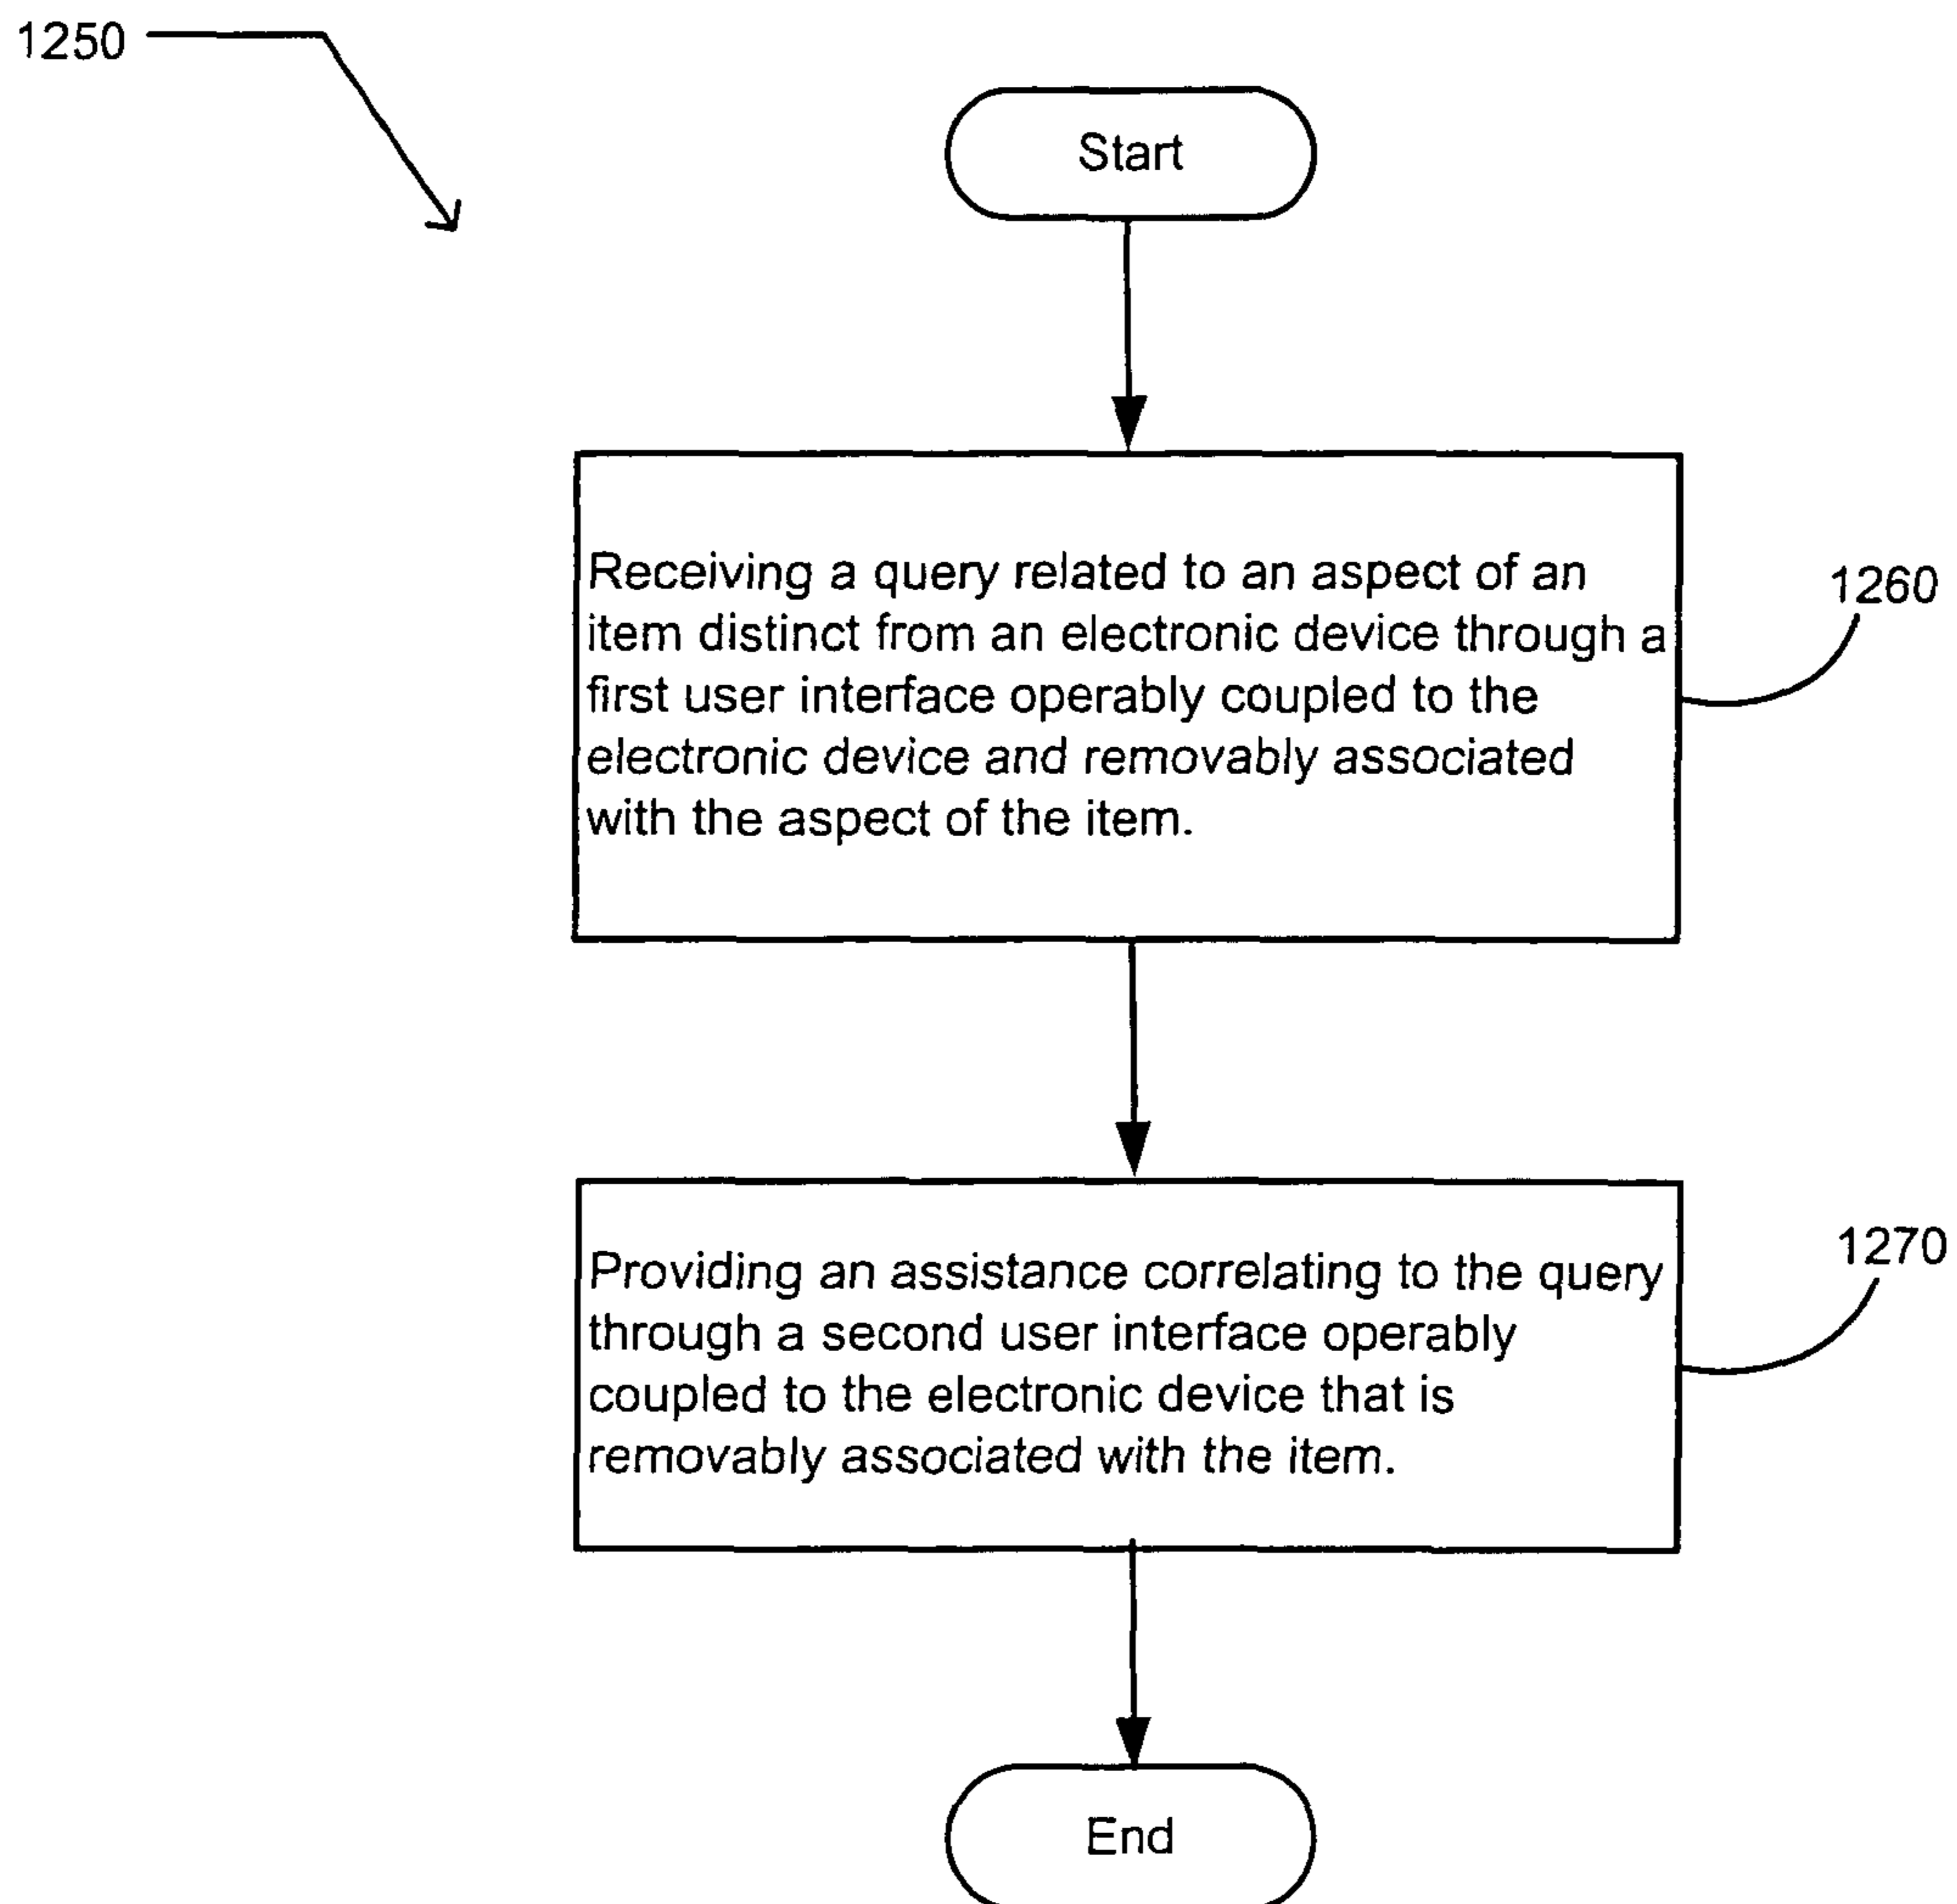 1250
Start
Receiving a query related to an aspect of an
item distinct from an electronic device through a
first user interface operably coupled to the
electronic device and removably associated
with the aspect of the item.
1260
Providing an assistance correlating to the query
through a second user interface operably
coupled to the electronic device that is
removably associated with the item.
1270
End